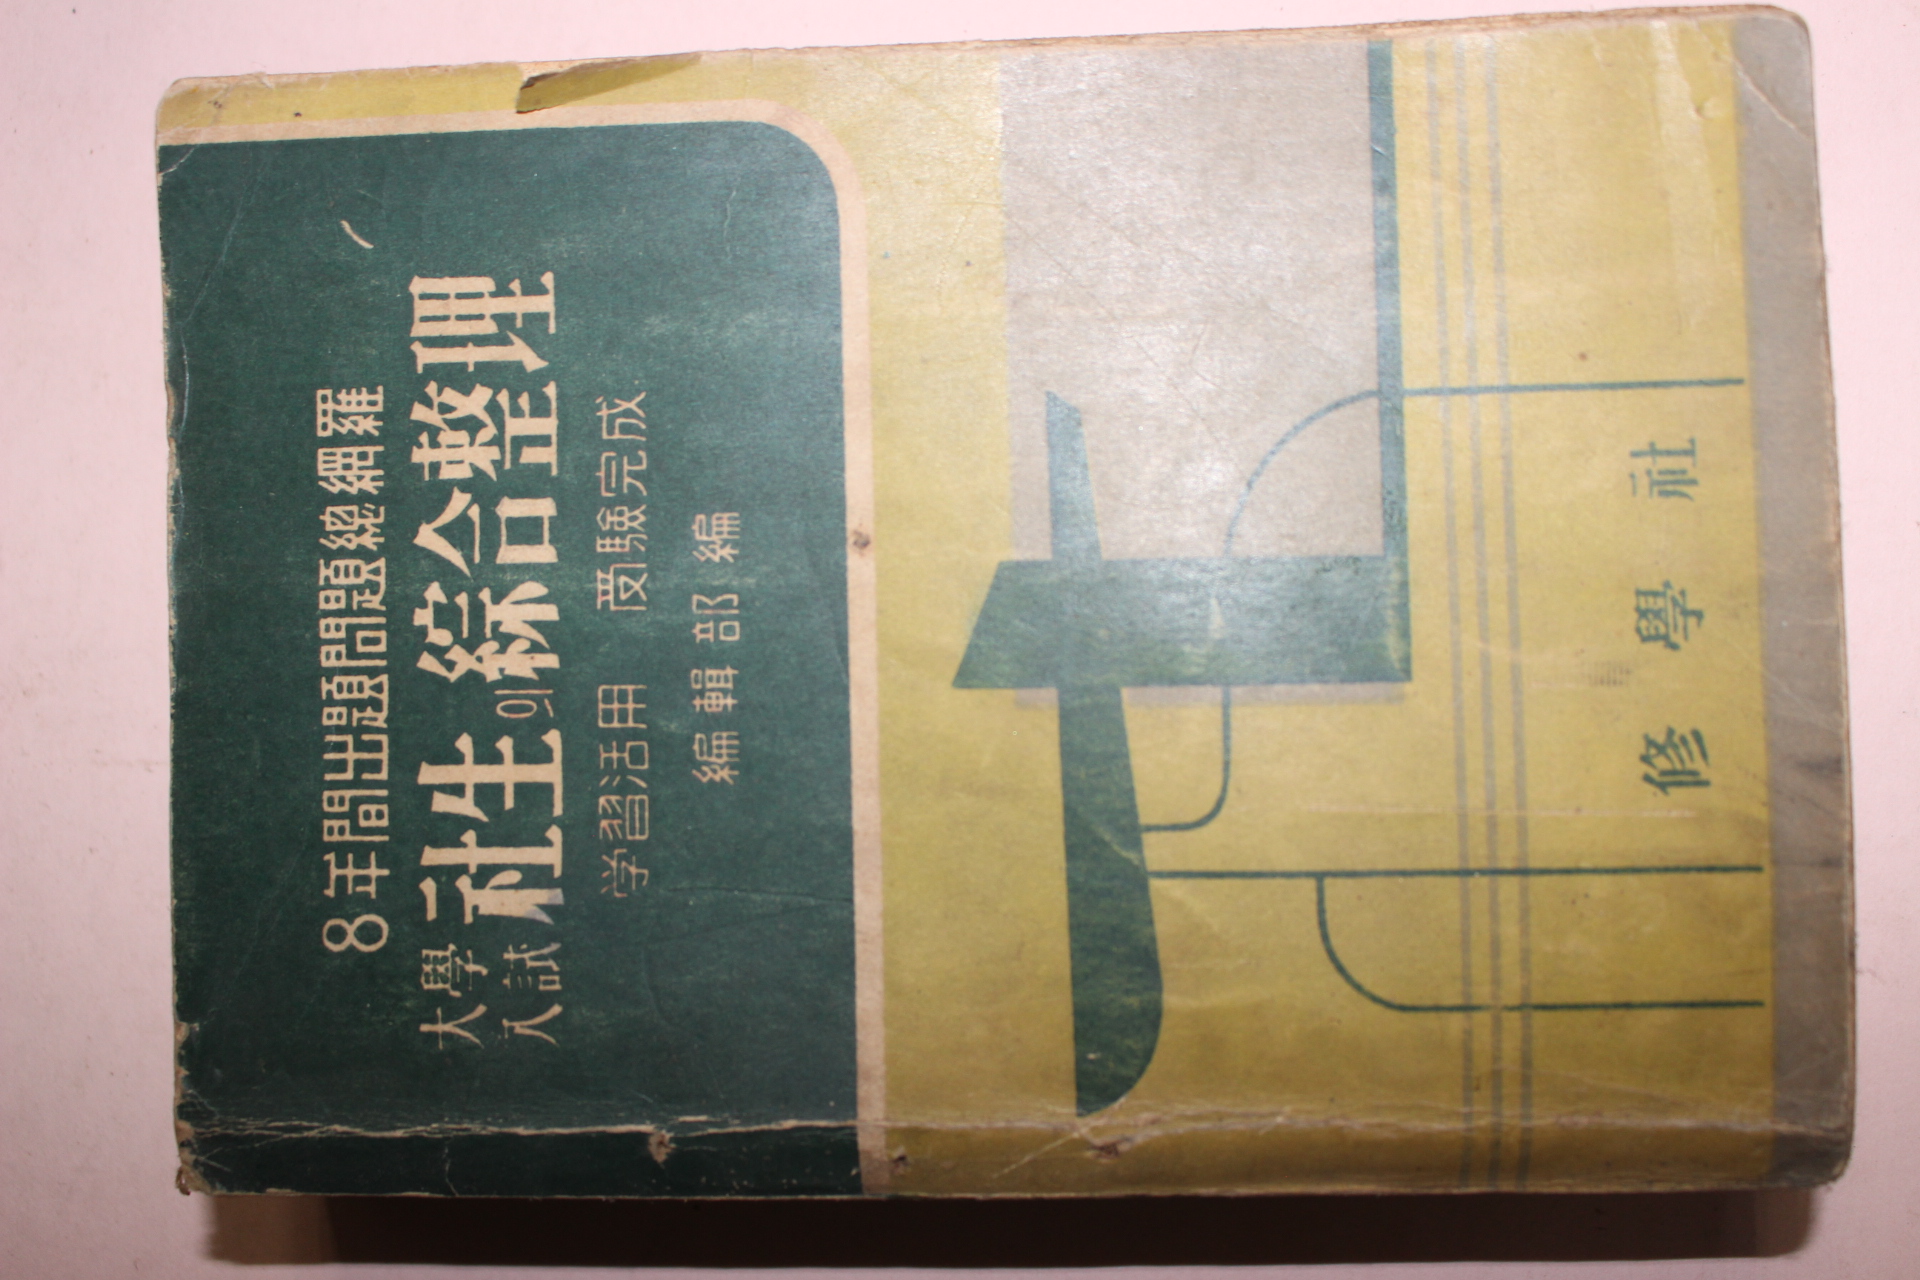 8年間出題問題總網羅
大學
入試
社生의綜合整理
学習活用 受驗完成
編輯部編
修學社